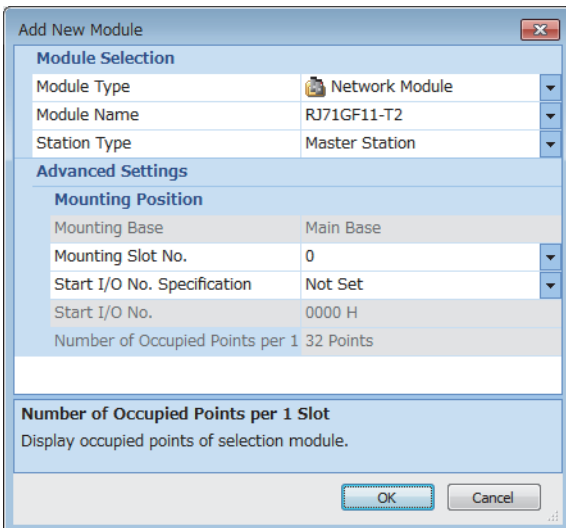 Add New Module
Module Selection
Module Type Network Module
Module Name RJ71GF11-T2
Station Type Master Station
Advanced Settings
Mounting Position
Mounting Base Main Base
Mounting Slot No. 0
Start I/O No. Specification Not Set
Start I/O No. 0000 H
Number of Occupied Points per 1 32 Points
Number of Occupied Points per 1 Slot
Display occupied points of selection module.
OK Cancel